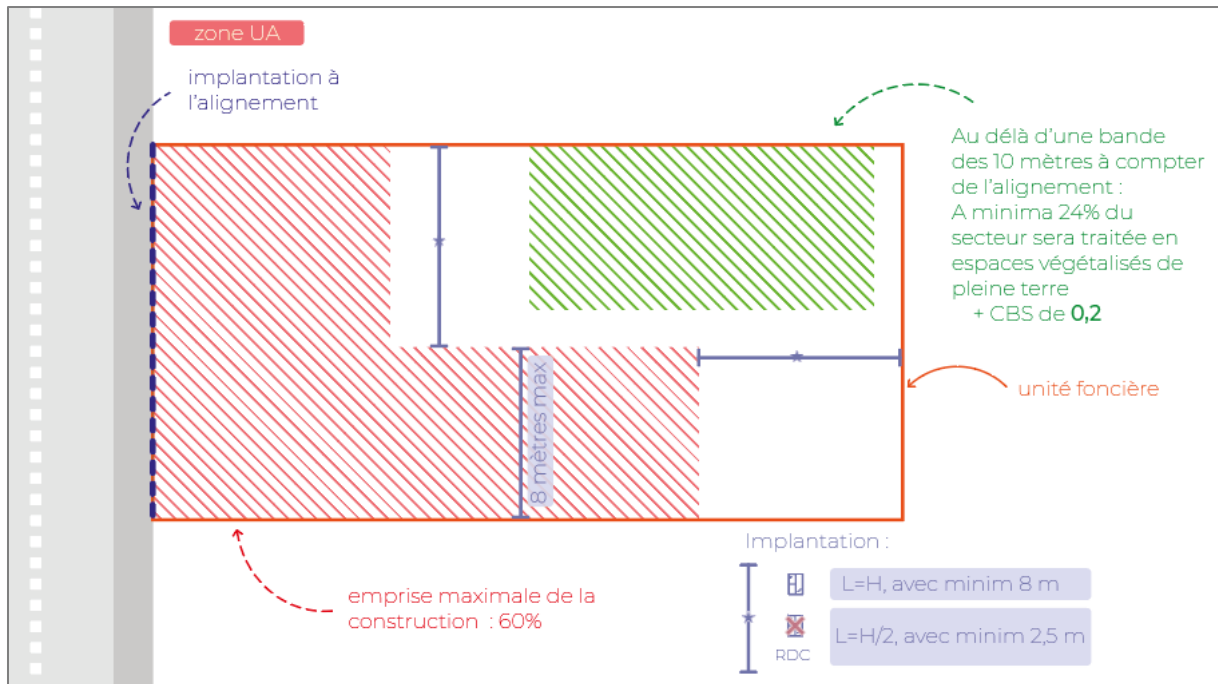 zone UA
implantation à
l'alignement
Au délà d'une bande
des 10 mètres à compter
de l'alignement :
A minima 24% du
secteur sera traitée en
espaces végétalisés de
pleine terre
+ CBS de 0,2
unité foncière
8 mètres max
emprise maximale de la
construction : 60%
Implantation :
L=H, avec minim 8 m
L=H/2, avec minim 2,5 m
RDC